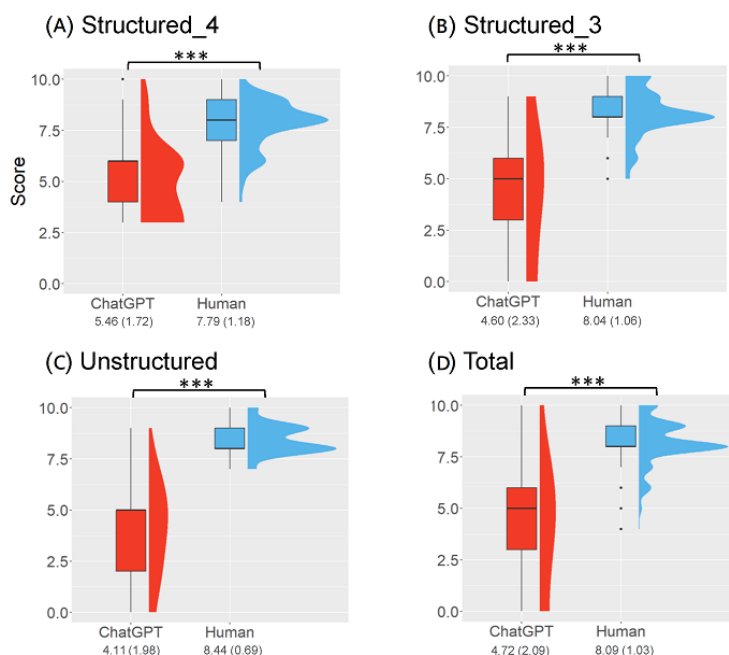 (A) Structured_4
***
10.0
7.5
5.0
2.5
0.0
Score
ChatGPT Human
5.46 (1.72) 7.79 (1.18)
(B) Structured_3
***
10.0
7.5
5.0
2.5
0.0
ChatGPT Human
4.60 (2.33) 8.04 (1.06)
(C) Unstructured
***
10.0
7.5
5.0
2.5
0.0
ChatGPT Human
4.11 (1.98) 8.44 (0.69)
(D) Total
***
10.0
7.5
5.0
2.5
0.0
ChatGPT Human
4.72 (2.09) 8.09 (1.03)